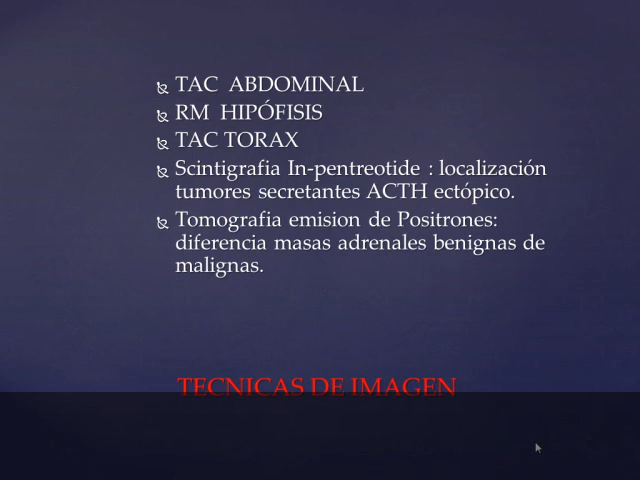 TAC ABDOMINAL
RM HIPÓFISIS
TAC TORAX
Scintigrafia In-pentreotide : localización
tumores secretantes ACTH ectópico.
Tomografia emision de Positrones:
diferencia masas adrenales benignas de
malignas.
TECNICAS DE IMAGEN